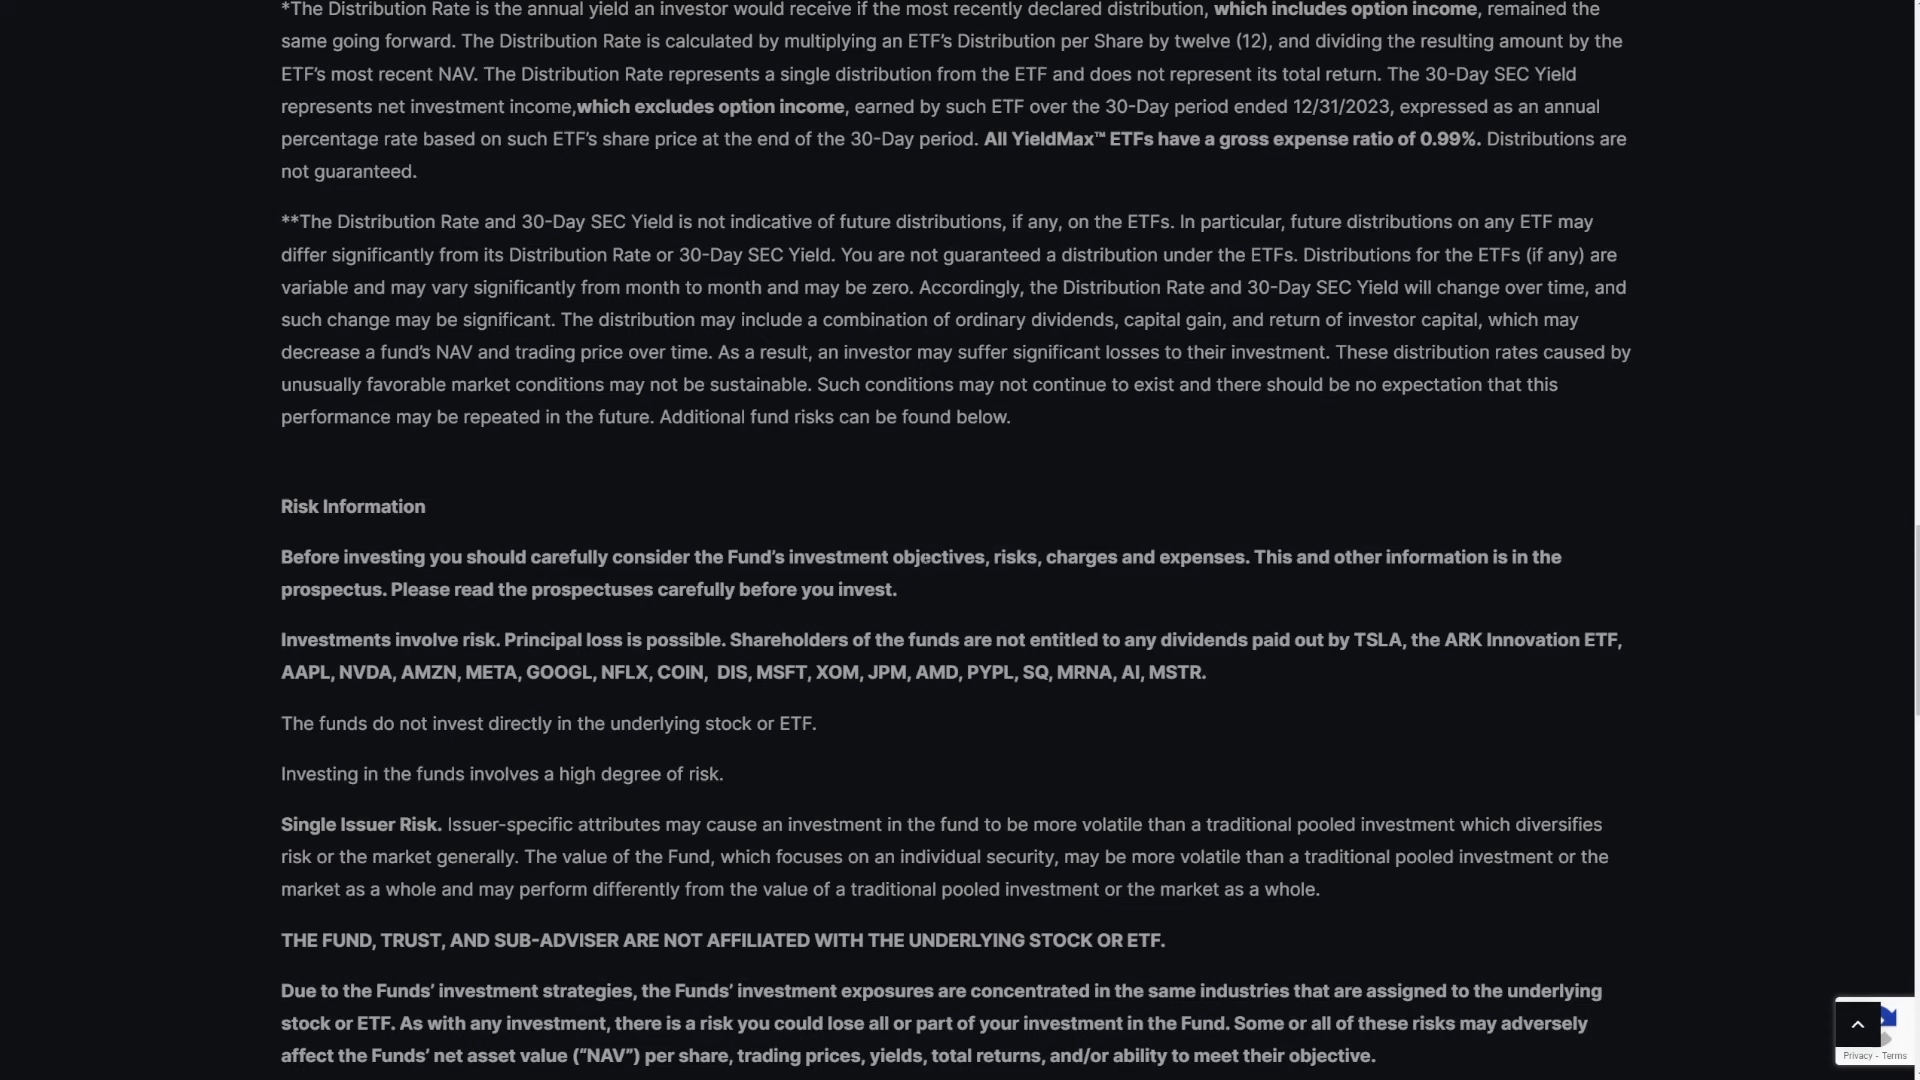 *The Distribution Rate is the annual yield an investor would receive if the most recently declared distribution, which includes option income, remained the
same going forward. The Distribution Rate is calculated by multiplying an ETF’s Distribution per Share by twelve (12), and dividing the resulting amount by the
ETF’s most recent NAV. The Distribution Rate represents a single distribution from the ETF and does not represent its total return. The 30-Day SEC Yield
represents net investment income,which excludes option income, earned by such ETF over the 30-Day period ended 12/31/2023, expressed as an annual
percentage rate based on such ETF’s share price at the end of the 30-Day period. All YieldMax™ ETFs have a gross expense ratio of 0.99%. Distributions are
not guaranteed.
**The Distribution Rate and 30-Day SEC Yield is not indicative of future distributions, if any, on the ETFs. In particular, future distributions on any ETF may
differ significantly from its Distribution Rate or 30-Day SEC Yield. You are not guaranteed a distribution under the ETFs. Distributions for the ETFs (if any) are
variable and may vary significantly from month to month and may be zero. Accordingly, the Distribution Rate and 30-Day SEC Yield will change over time, and
such change may be significant. The distribution may include a combination of ordinary dividends, capital gain, and return of investor capital, which may
decrease a fund’s NAV and trading price over time. As a result, an investor may suffer significant losses to their investment. These distribution rates caused by
unusually favorable market conditions may not be sustainable. Such conditions may not continue to exist and there should be no expectation that this
performance may be repeated in the future. Additional fund risks can be found below.
Risk Information
Before investing you should carefully consider the Fund’s investment objectives, risks, charges and expenses. This and other information is in the
prospectus. Please read the prospectuses carefully before you invest.
Investments involve risk. Principal loss is possible. Shareholders of the funds are not entitled to any dividends paid out by TSLA, the ARK Innovation ETF,
AAPL, NVDA, AMZN, META, GOOGL, NFLX, COIN, DIS, MSFT, XOM, JPM, AMD, PYPL, SQ, MRNA, AI, MSTR.
The funds do not invest directly in the underlying stock or ETF.
Investing in the funds involves a high degree of risk.
Single Issuer Risk. Issuer-specific attributes may cause an investment in the fund to be more volatile than a traditional pooled investment which diversifies
risk or the market generally. The value of the Fund, which focuses on an individual security, may be more volatile than a traditional pooled investment or the
market as a whole and may perform differently from the value of a traditional pooled investment or the market as a whole.
THE FUND, TRUST, AND SUB-ADVISER ARE NOT AFFILIATED WITH THE UNDERLYING STOCK OR ETF.
Due to the Funds’ investment strategies, the Funds’ investment exposures are concentrated in the same industries that are assigned to the underlying
stock or ETF. As with any investment, there is a risk you could lose all or part of your investment in the Fund. Some or all of these risks may adversely
affect the Funds’ net asset value (“NAV”) per share, trading prices, yields, total returns, and/or ability to meet their objective.
Privacy - Terms